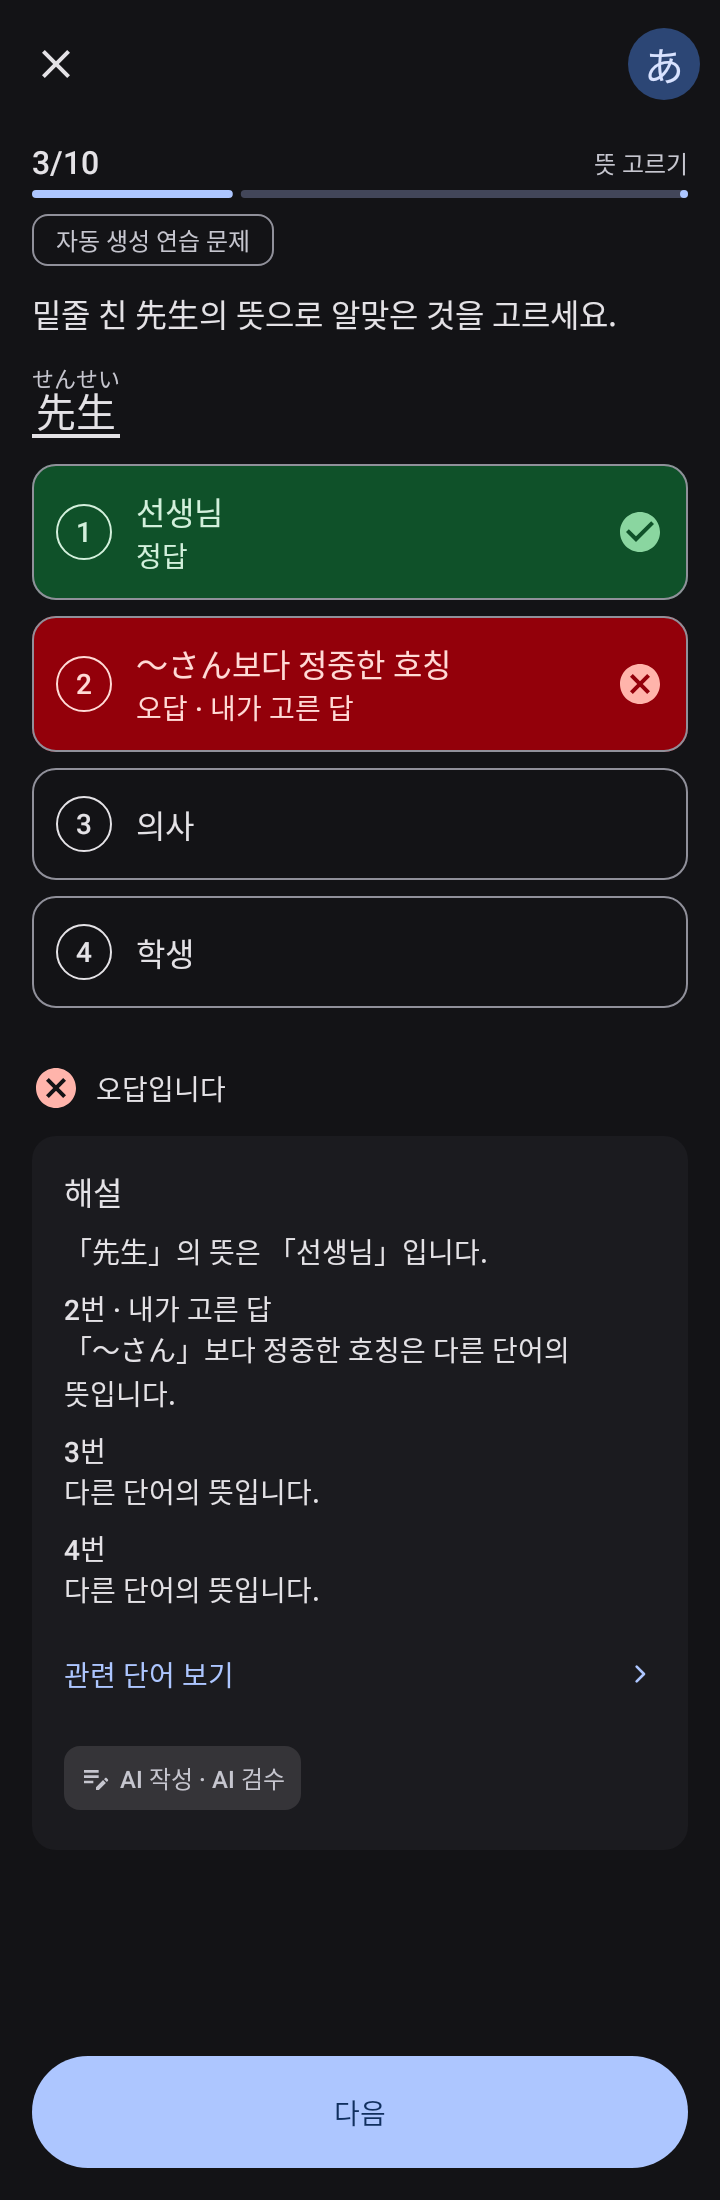 あ
3/10
뜻 고르기
자동 생성 연습 문제
밑줄 친 先生의 뜻으로 알맞은 것을 고르세요.
せんせい
先生
1 선생님
정답
2 ～さん보다 정중한 호칭
오답 · 내가 고른 답
3 의사
4 학생
오답입니다
해설
「先生」의 뜻은 「선생님」입니다.
2번 · 내가 고른 답
「～さん」보다 정중한 호칭은 다른 단어의
뜻입니다.
3번
다른 단어의 뜻입니다.
4번
다른 단어의 뜻입니다.
관련 단어 보기
AI 작성 · AI 검수
다음